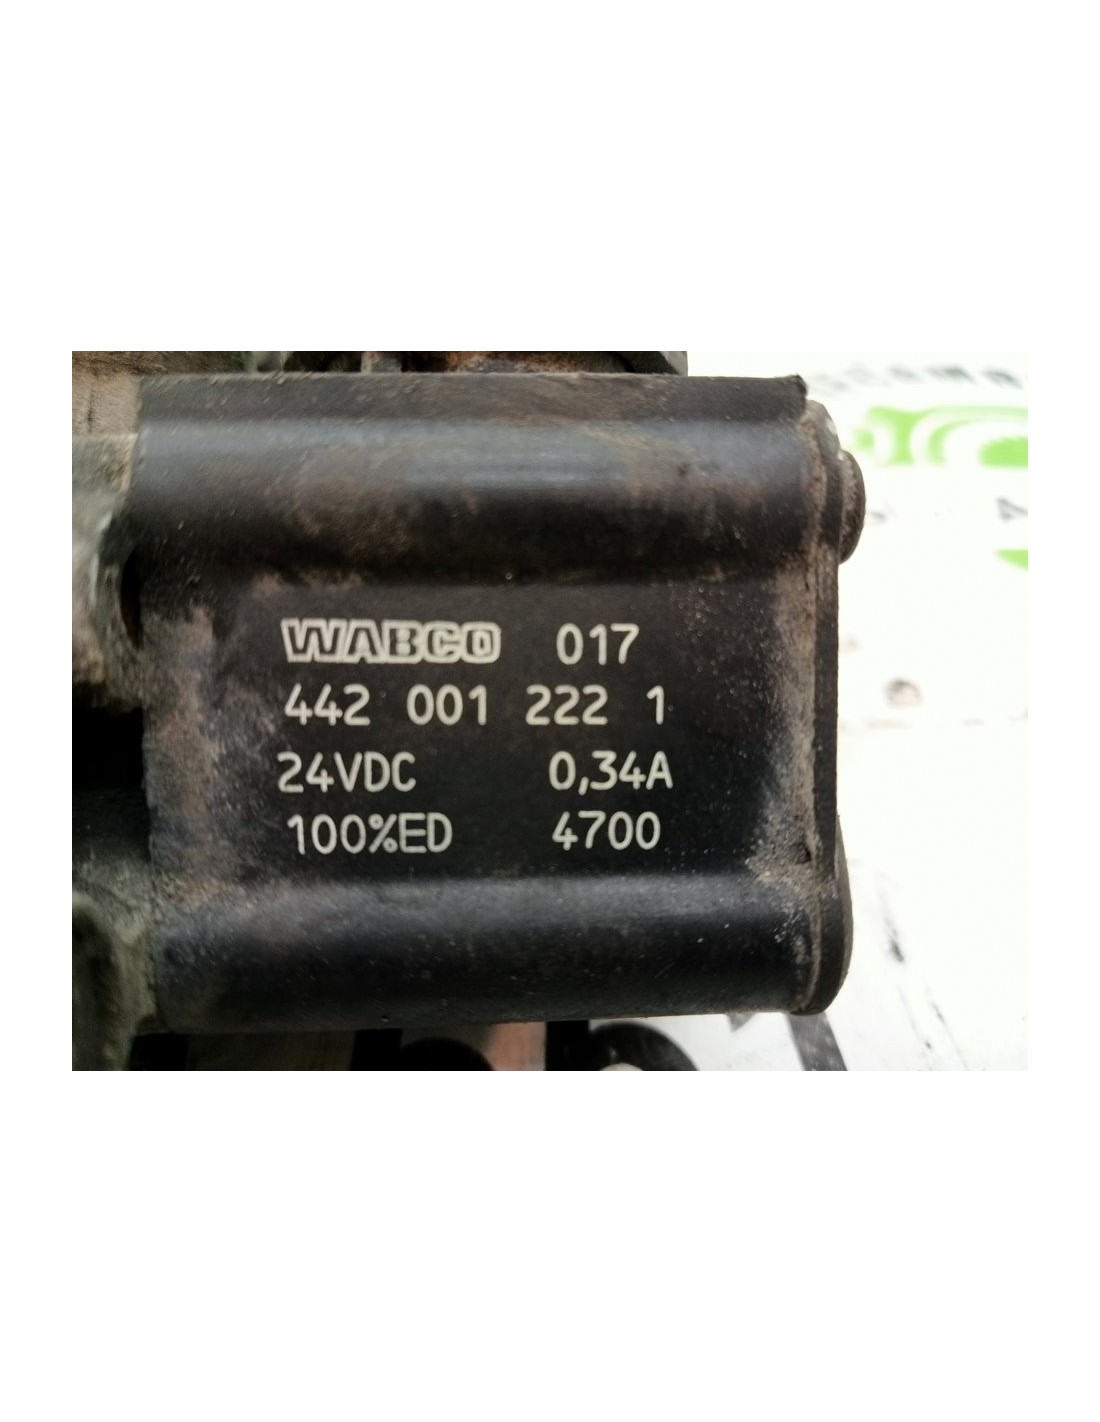 WABCO 017
442 001 222 1
24VDC 0,34A
100%ED 4700